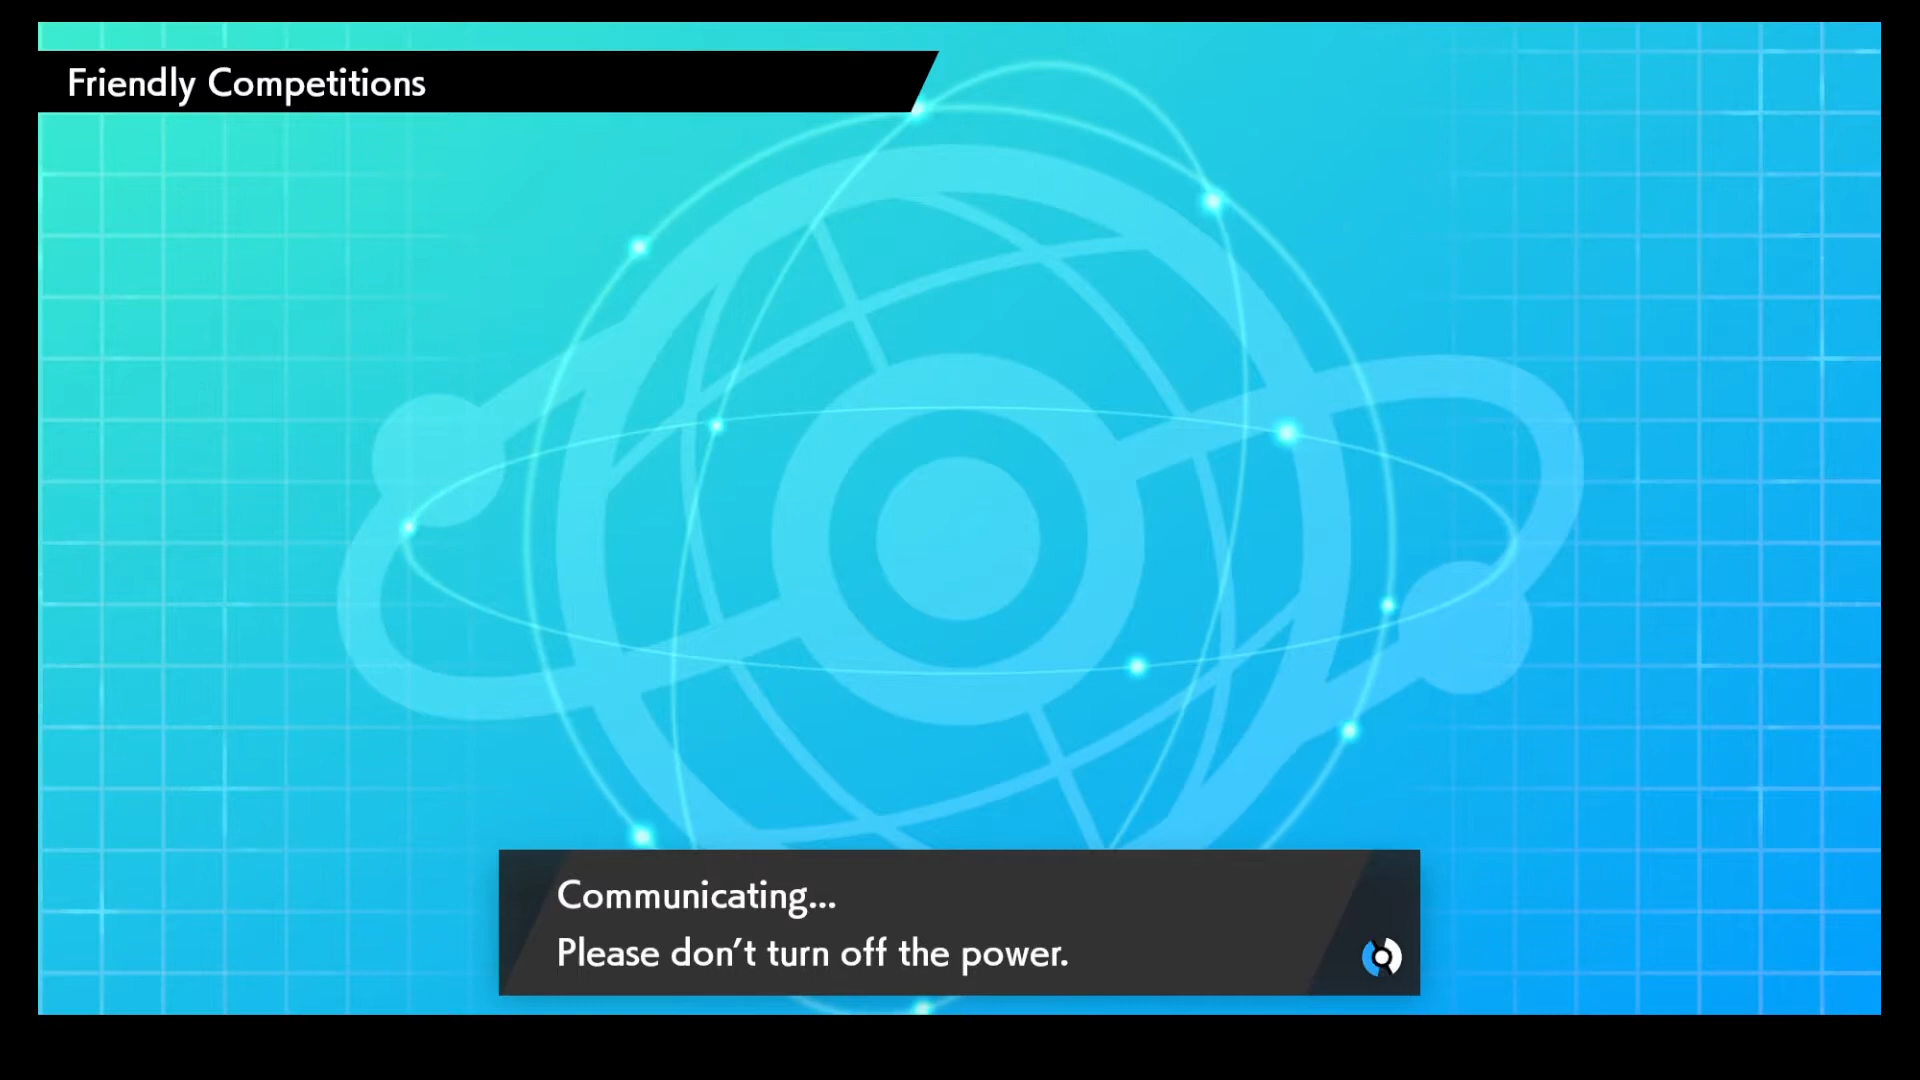 Friendly Competitions
Communicating...
Please don’t turn off the power.